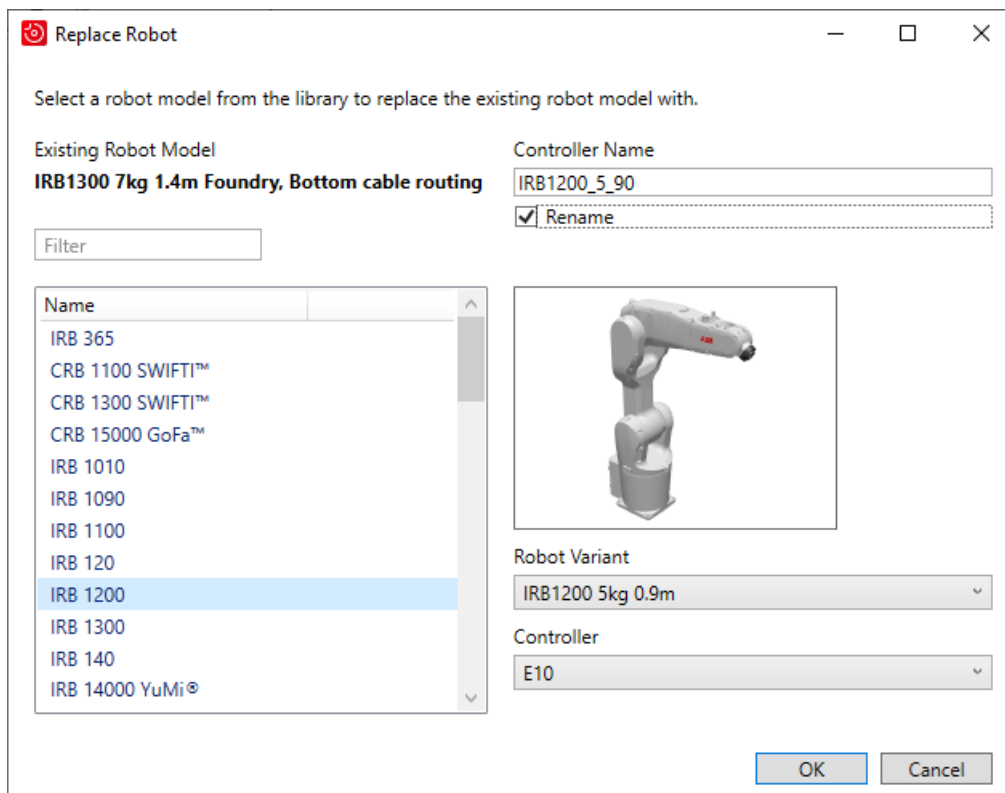 Replace Robot
Select a robot model from the library to replace the existing robot model with.
Existing Robot Model
IRB1300 7kg 1.4m Foundry, Bottom cable routing
Filter
Name
IRB 365
CRB 1100 SWIFTI™
CRB 1300 SWIFTI™
CRB 15000 GoFa™
IRB 1010
IRB 1090
IRB 1100
IRB 120
IRB 1200
IRB 1300
IRB 140
IRB 14000 YuMi®
Controller Name
IRB1200_5_90
Rename
ABB
Robot Variant
IRB1200 5kg 0.9m
Controller
E10
OK
Cancel